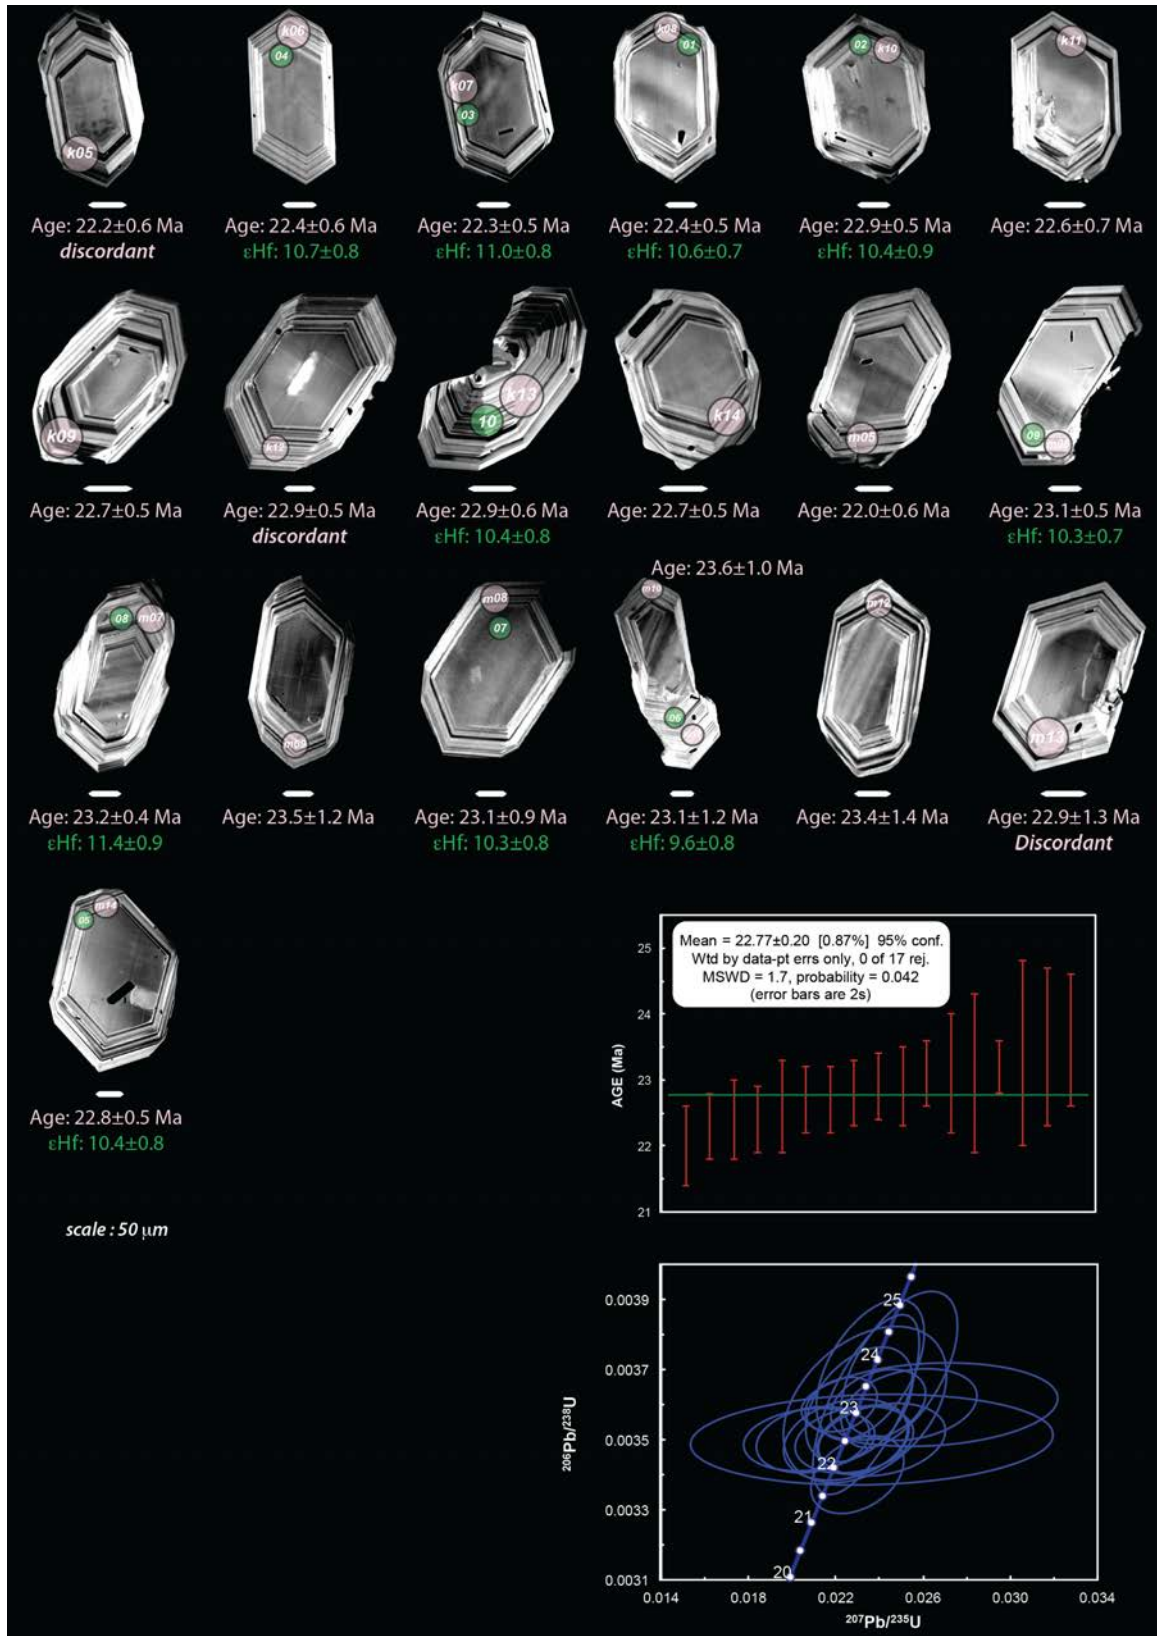 k05
k06
04
k07
03
k08
01
02
k10
k11
Age: 22.2±0.6 Ma
discordant
Age: 22.4±0.6 Ma
εHf: 10.7±0.8
Age: 22.3±0.5 Ma
εHf: 11.0±0.8
Age: 22.4±0.5 Ma
εHf: 10.6±0.7
Age: 22.9±0.5 Ma
εHf: 10.4±0.9
Age: 22.6±0.7 Ma
k09
k12
k13
10
k14
m05
09
Age: 22.7±0.5 Ma
Age: 22.9±0.5 Ma
discordant
Age: 22.9±0.6 Ma
εHf: 10.4±0.8
Age: 22.7±0.5 Ma
Age: 22.0±0.6 Ma
Age: 23.1±0.5 Ma
εHf: 10.3±0.7
Age: 23.6±1.0 Ma
08
m07
m09
m08
07
m10
06
m12
m13
Age: 23.2±0.4 Ma
εHf: 11.4±0.9
Age: 23.5±1.2 Ma
Age: 23.1±0.9 Ma
εHf: 10.3±0.8
Age: 23.1±1.2 Ma
εHf: 9.6±0.8
Age: 23.4±1.4 Ma
Age: 22.9±1.3 Ma
Discordant
05
m14
Age: 22.8±0.5 Ma
εHf: 10.4±0.8
scale : 50 μm
Mean = 22.77±0.20 [0.87%] 95% conf.
Wtd by data-pt errs only, 0 of 17 rej.
MSWD = 1.7, probability = 0.042
(error bars are 2s)
AGE (Ma)
25
24
23
22
21
0.0039
0.0037
0.0035
0.0033
0.0031
²⁰⁶Pb/²³⁸U
25
24
23
22
21
20
0.014
0.018
0.022
0.026
0.030
0.034
²⁰⁷Pb/²³⁵U